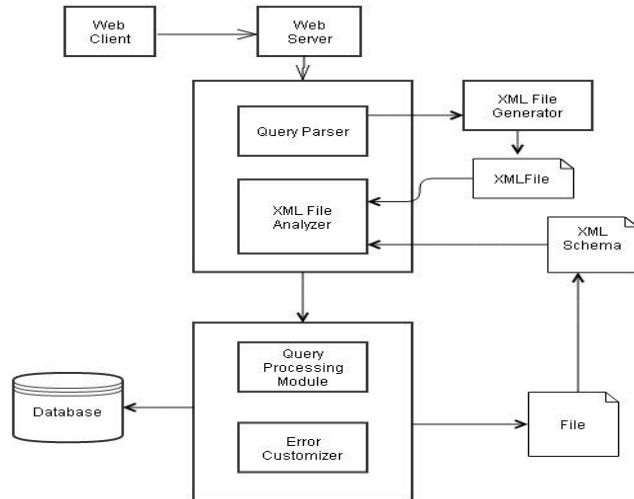 Web
Client
Web
Server
Query Parser
XML File
Generator
XMLFile
XML File
Analyzer
XML
Schema
Query
Processing
Module
Database
Error
Customizer
File